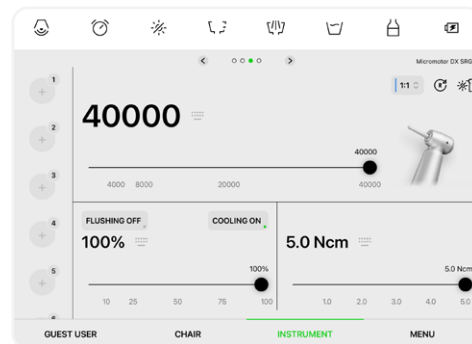 Micromotor DX SRG
1
1:1
40000
2
40000
3
4000 8000 20000 40000
4
FLUSHING OFF COOLING ON
100% 5.0 Ncm
5
100% 5.0 Ncm
10 25 50 75 100 1.0 2.0 3.0 4.0 5.0
GUEST USER CHAIR INSTRUMENT MENU